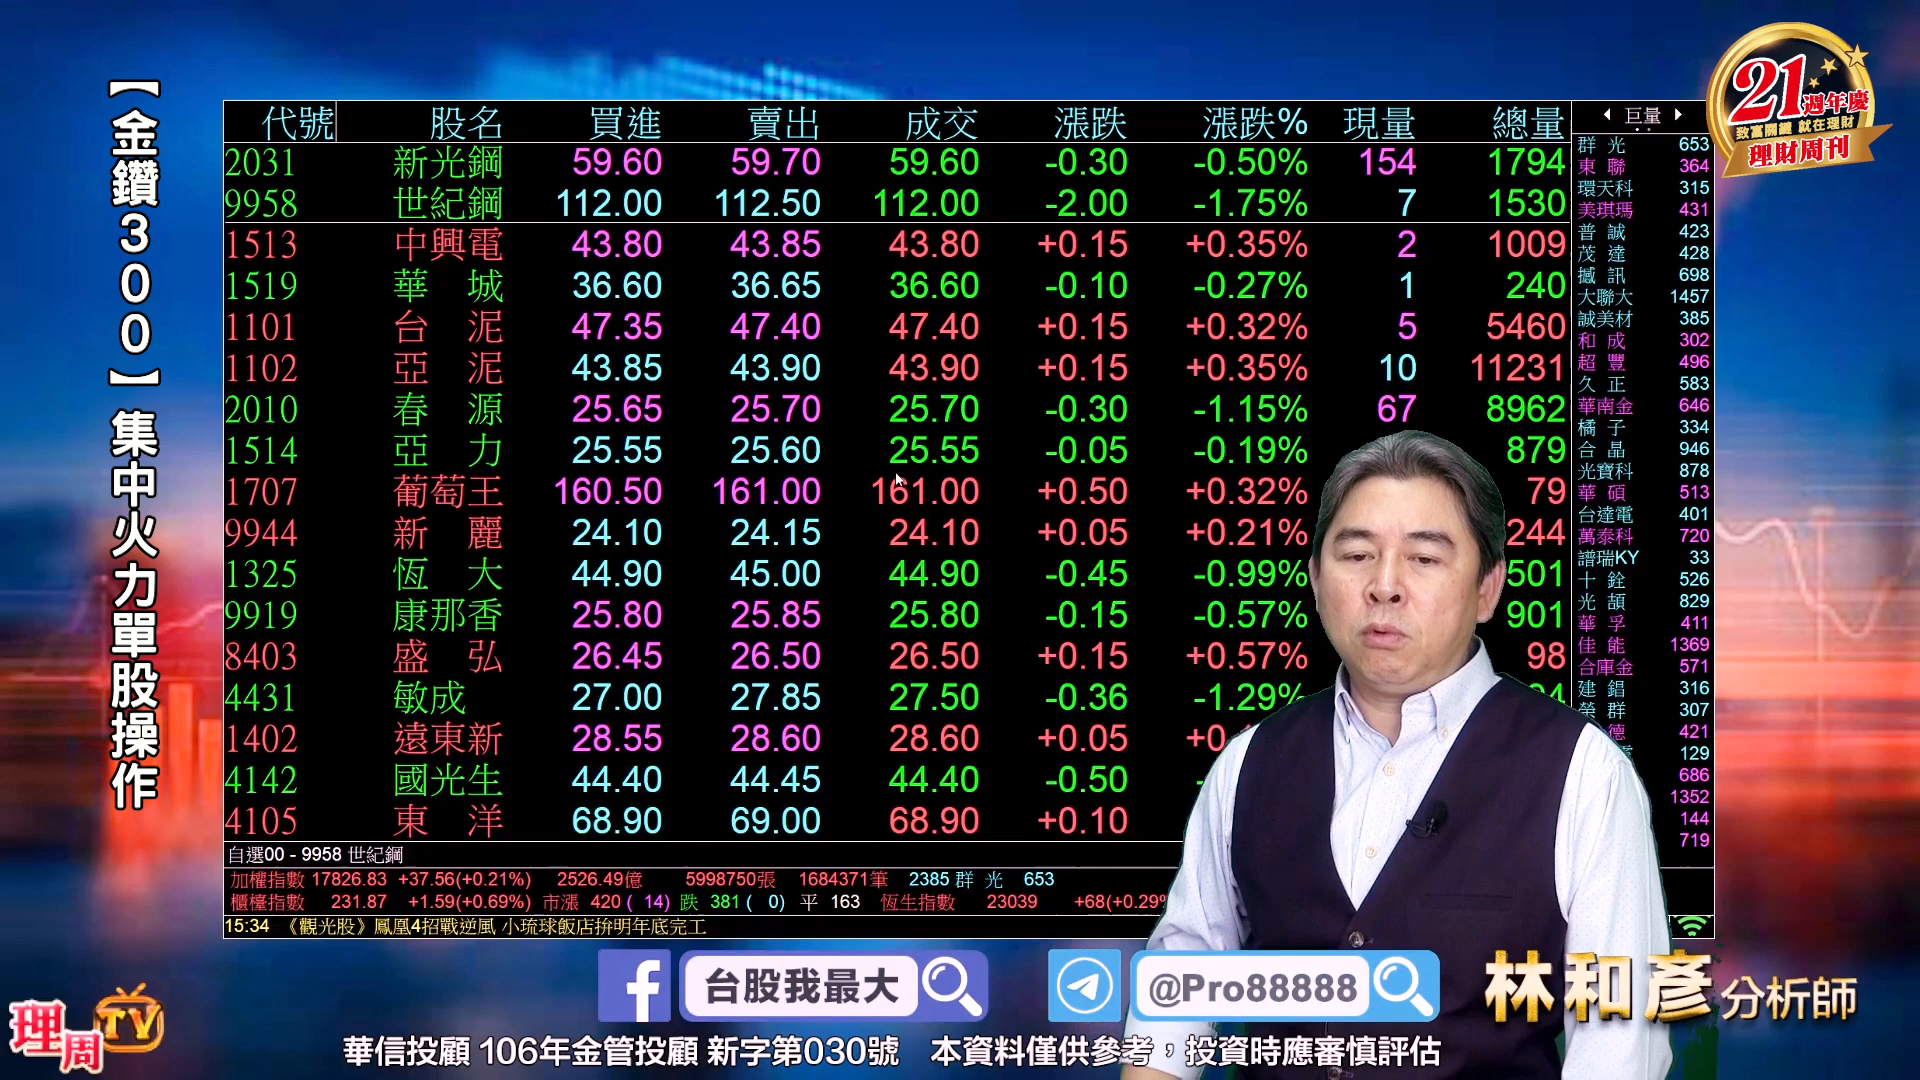 【金鑽300】集中火力單股操作
21週年慶
致富關鍵 就在理財
理財周刊
代號 股名 買進 賣出 成交 漲跌 漲跌% 現量 總量
2031 新光鋼 59.60 59.70 59.60 -0.30 -0.50% 154 1794
9958 世紀鋼 112.00 112.50 112.00 -2.00 -1.75% 7 1530
1513 中興電 43.80 43.85 43.80 +0.15 +0.35% 2 1009
1519 華城 36.60 36.65 36.60 -0.10 -0.27% 1 240
1101 台泥 47.35 47.40 47.40 +0.15 +0.32% 5 5460
1102 亞泥 43.85 43.90 43.90 +0.15 +0.35% 10 11231
2010 春源 25.65 25.70 25.70 -0.30 -1.15% 67 8962
1514 亞力 25.55 25.60 25.55 -0.05 -0.19% 879
1707 葡萄王 160.50 161.00 161.00 +0.50 +0.32% 79
9944 新麗 24.10 24.15 24.10 +0.05 +0.21% 244
1325 恆大 44.90 45.00 44.90 -0.45 -0.99% 501
9919 康那香 25.80 25.85 25.80 -0.15 -0.57% 901
8403 盛弘 26.45 26.50 26.50 +0.15 +0.57% 98
4431 敏成 27.00 27.85 27.50 -0.36 -1.29%
1402 遠東新 28.55 28.60 28.60 +0.05 +0
4142 國光生 44.40 44.45 44.40 -0.50 -
4105 東洋 68.90 69.00 68.90 +0.10
巨量
群光 653
東聯 364
環天科 315
美琪瑪 431
普誠 423
茂達 428
撼訊 698
大聯大 1457
誠美材 385
和成 302
超豐 496
久正 583
華南金 646
橘子 334
合晶 946
光寶科 878
華碩 513
台達電 401
萬泰科 720
譜瑞KY 33
十銓 526
光頡 829
華孚 411
佳能 1369
合庫金 571
建錩 316
榮群 307
德 421
129
686
1352
144
719
自選00 - 9958 世紀鋼
加權指數 17826.83 +37.56(+0.21%) 2526.49億 5998750張 1684371筆 2385 群光 653
櫃檯指數 231.87 +1.59(+0.69%) 市漲 420 ( 14) 跌 381 ( 0) 平 163 恆生指數 23039 +68(+0.29%
15:34 《觀光股》鳳凰4招戰逆風 小琉球飯店拚明年底完工
台股我最大
@Pro88888
林和彥 分析師
理周TV
華信投顧 106年金管投顧 新字第030號 本資料僅供參考，投資時應審慎評估